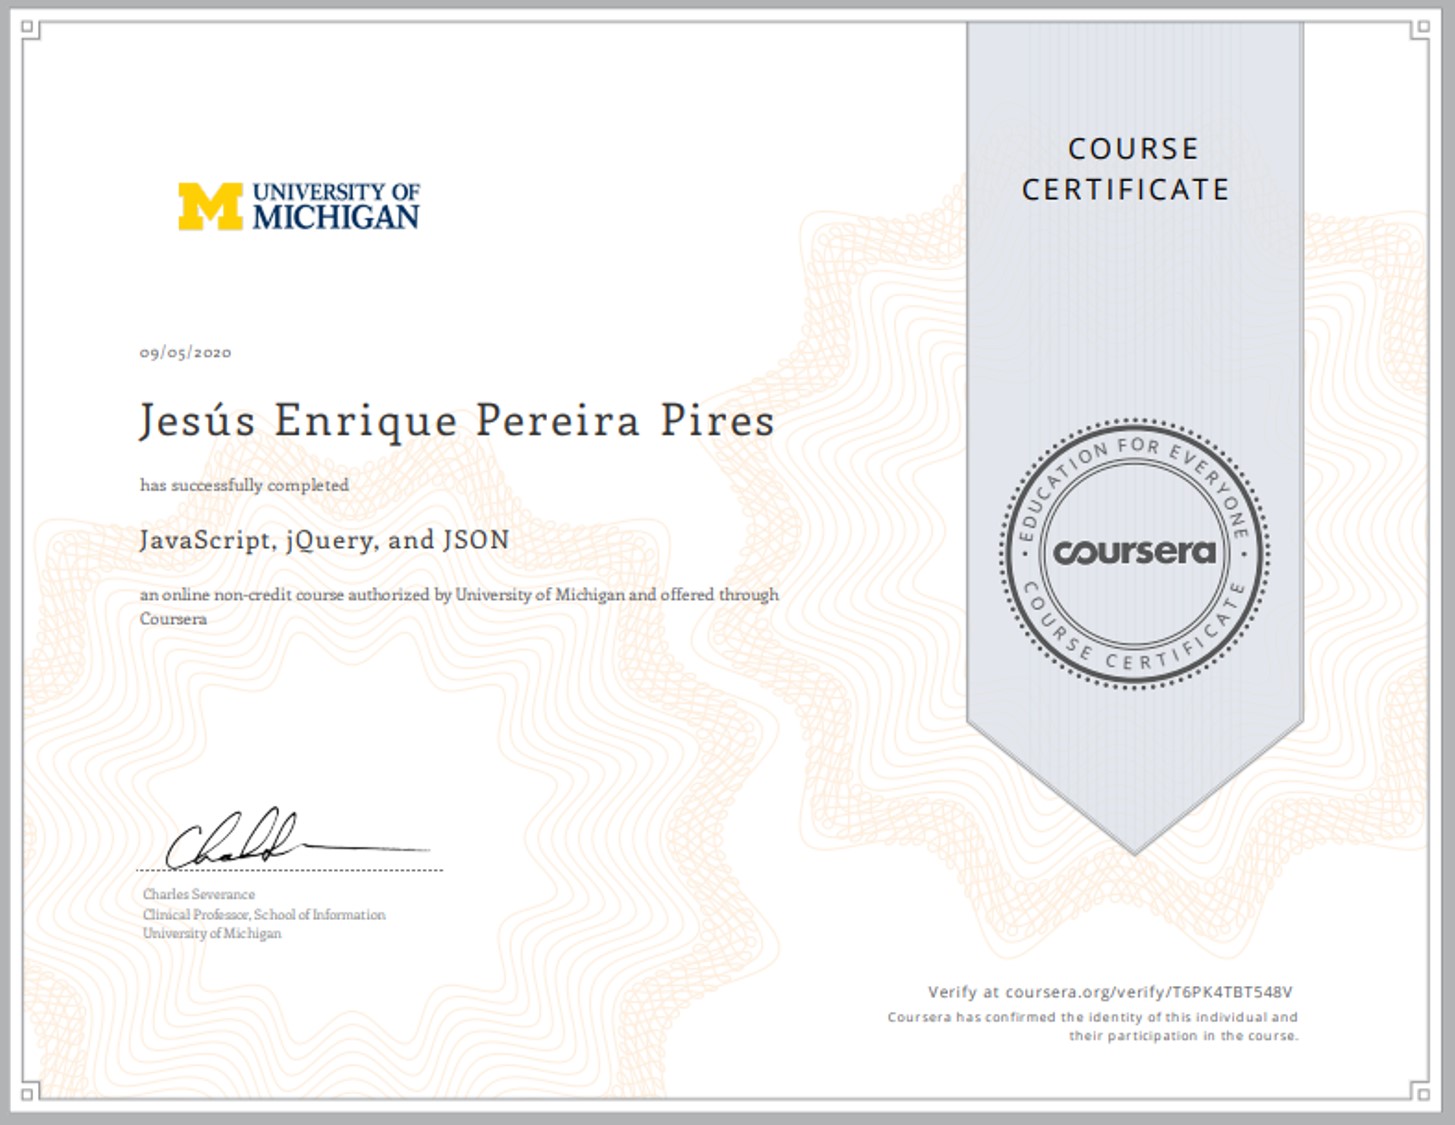 UNIVERSITY OF
MICHIGAN
COURSE
CERTIFICATE
09/05/2020
Jesús Enrique Pereira Pires
has successfully completed
JavaScript, jQuery, and JSON
an online non-credit course authorized by University of Michigan and offered through
Coursera
EDUCATION FOR EVERYONE
coursera
COURSE CERTIFICATE
Charles Severance
Clinical Professor, School of Information
University of Michigan
Verify at coursera.org/verify/T6PK4TBT548V
Coursera has confirmed the identity of this individual and
their participation in the course.